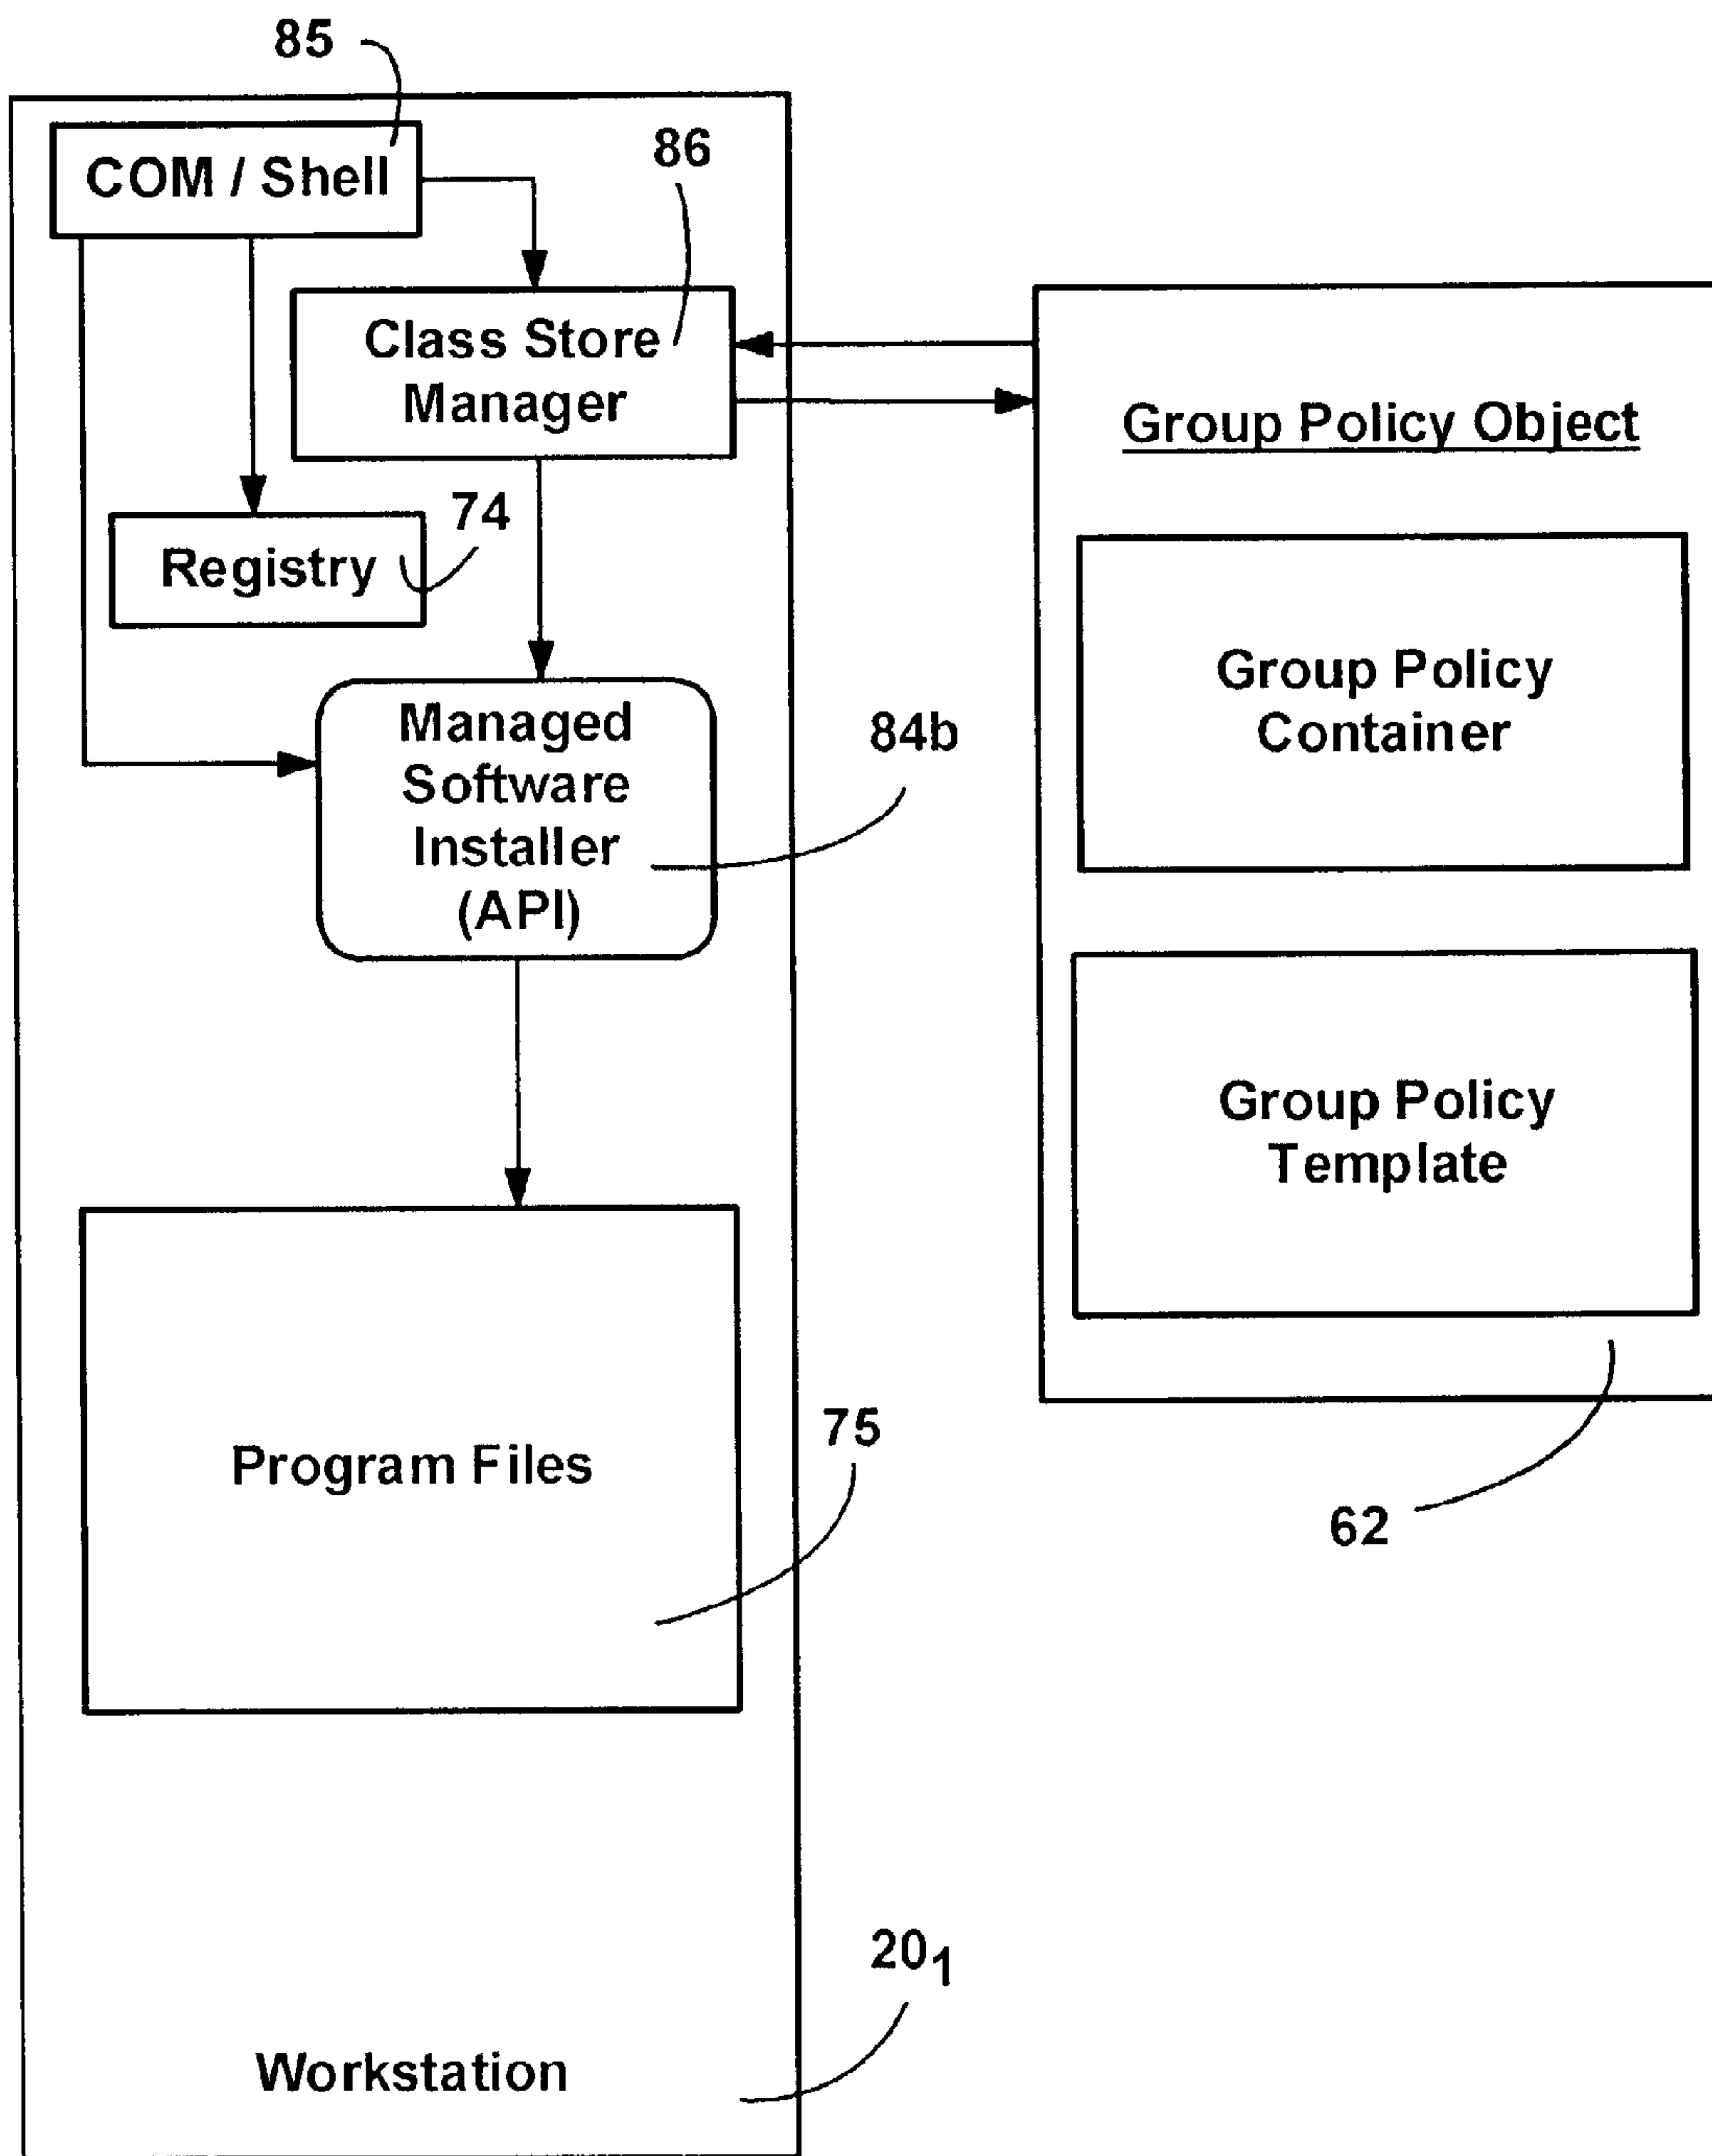 85
COM / Shell
86
Class Store
Manager
Group Policy Object
74
Registry
Group Policy
Container
Managed
Software
Installer
(API)
84b
Group Policy
Template
75
Program Files
62
20₁
Workstation